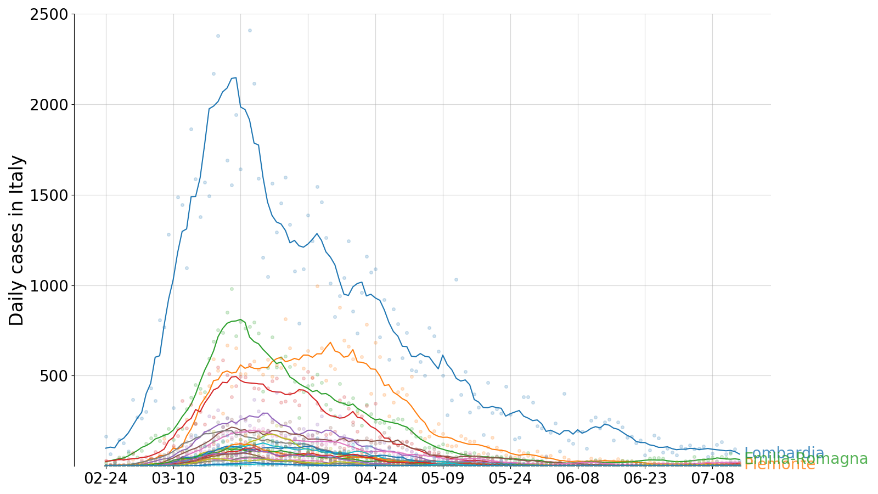 2500
2000
1500
1000
500
Daily cases in Italy
02-24 03-10 03-25 04-09 04-24 05-09 05-24 06-08 06-23 07-08
Lombardia
Emilia-Romagna
Piemonte